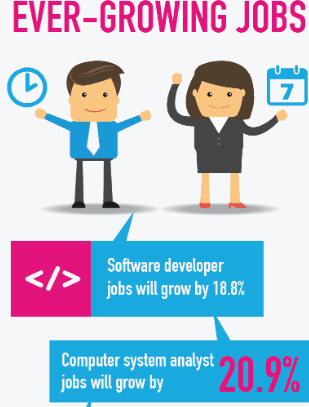 EVER-GROWING JOBS
7
</>
Software developer
jobs will grow by 18.8%
Computer system analyst
jobs will grow by 20.9%